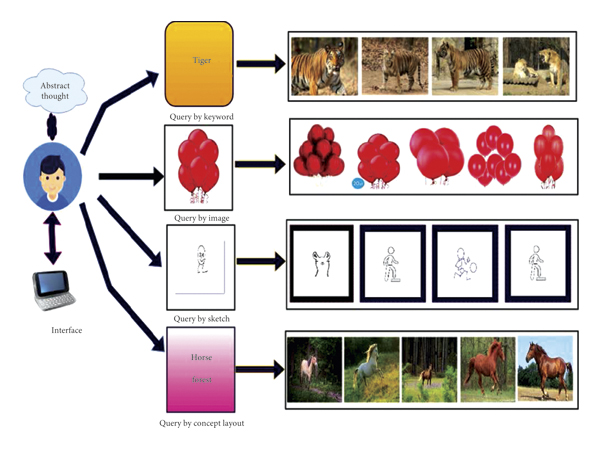 Abstract
thought
Tiger
Query by keyword
Query by image
Query by sketch
Interface
Horse
forest
Query by concept layout